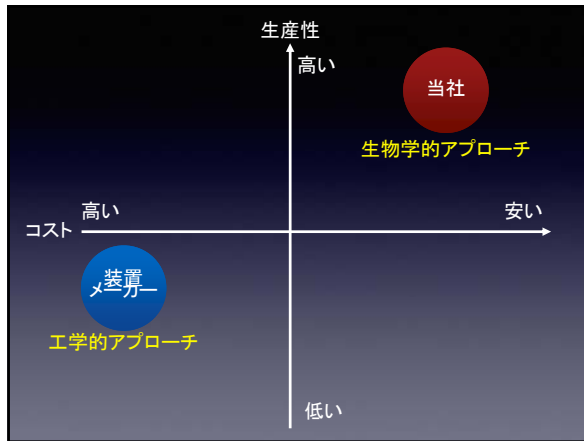 生産性
高い
当社
生物学的アプローチ
高い
安い
コスト
装置
メーカー
工学的アプローチ
低い